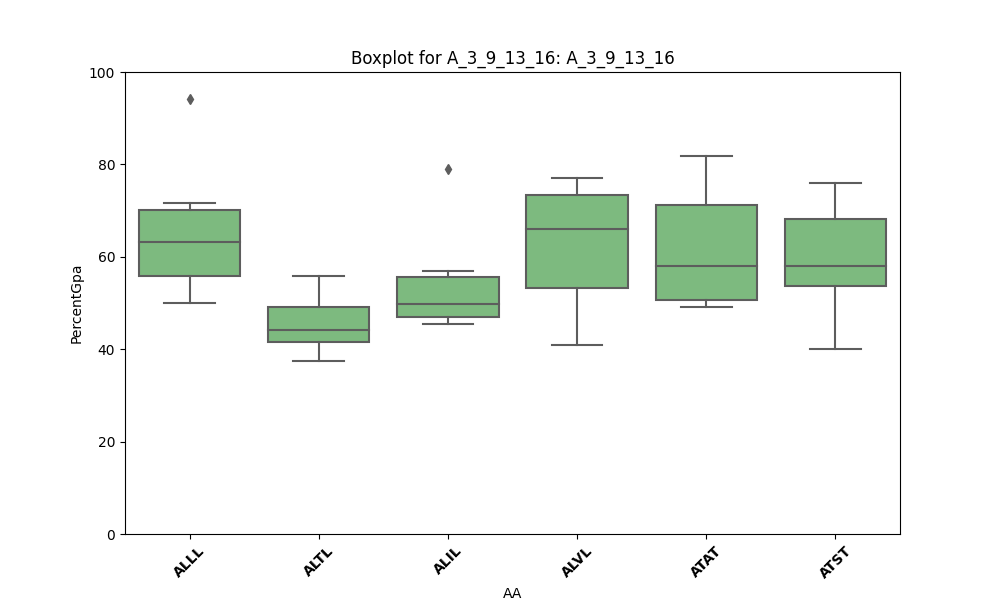 Boxplot for A_3_9_13_16: A_3_9_13_16
100
80
60
40
20
0
PercentGpa
ALLL
ALTL
ALIL
ALVL
ATAT
ATST
AA